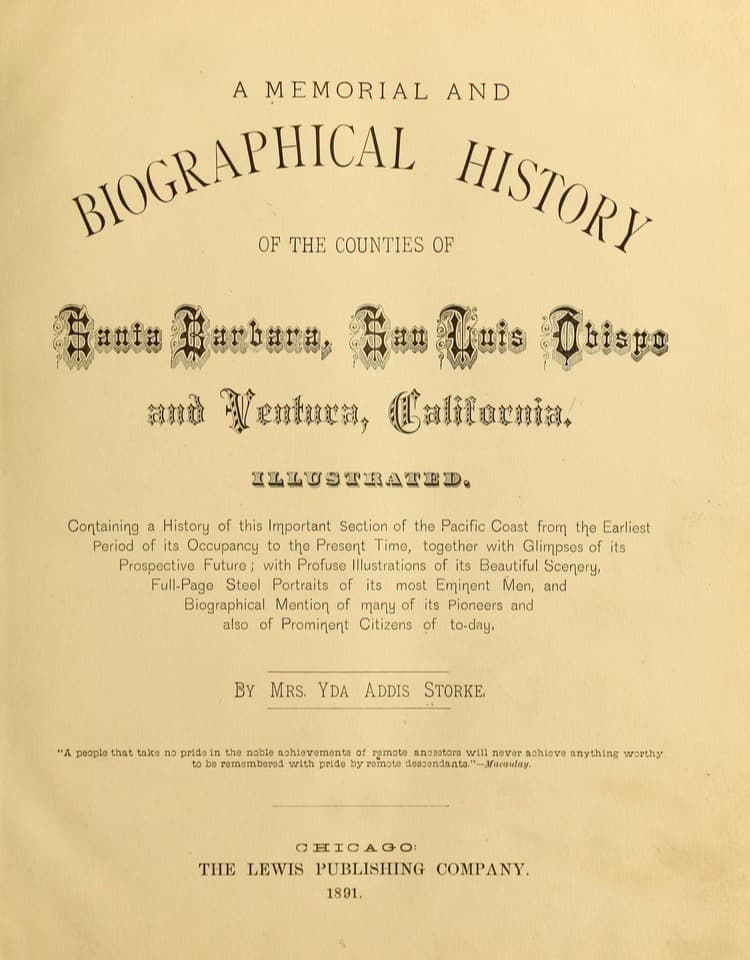 A MEMORIAL AND
BIOGRAPHICAL HISTORY
OF THE COUNTIES OF
Santa Barbara, San Luis Obispo
and Ventura, California.
ILLUSTRATED.
Containing a History of this Important Section of the Pacific Coast from the Earliest
Period of its Occupancy to the Present Time, together with Glimpses of its
Prospective Future; with Profuse Illustrations of its Beautiful Scenery,
Full-Page Steel Portraits of its most Eminent Men, and
Biographical Mention of many of its Pioneers and
also of Prominent Citizens of to-day.
BY MRS. YDA ADDIS STORKE.
"A people that take no pride in the noble achievements of remote ancestors will never achieve anything worthy
to be remembered with pride by remote descendants."—Macaulay.
CHICAGO:
THE LEWIS PUBLISHING COMPANY.
1891.